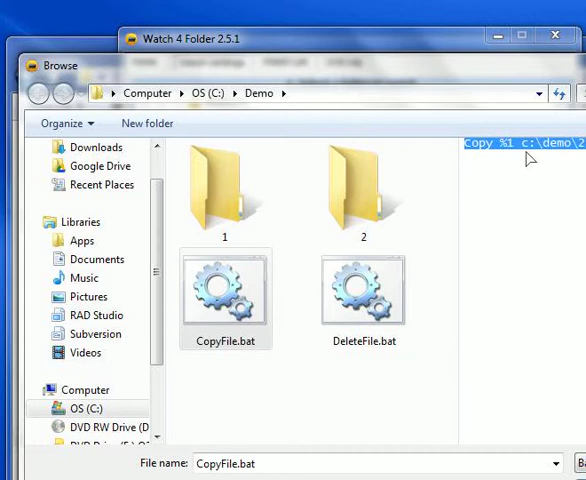 Watch 4 Folder 2.5.1
Browse
Computer OS (C:) Demo
Organize New folder
Downloads
Google Drive
Recent Places
Libraries
Apps
Documents
Music
Pictures
RAD Studio
Subversion
Videos
Computer
OS (C:)
DVD RW Drive (D
1 2
CopyFile.bat DeleteFile.bat
Copy %1 c:\demo\2
File name: CopyFile.bat